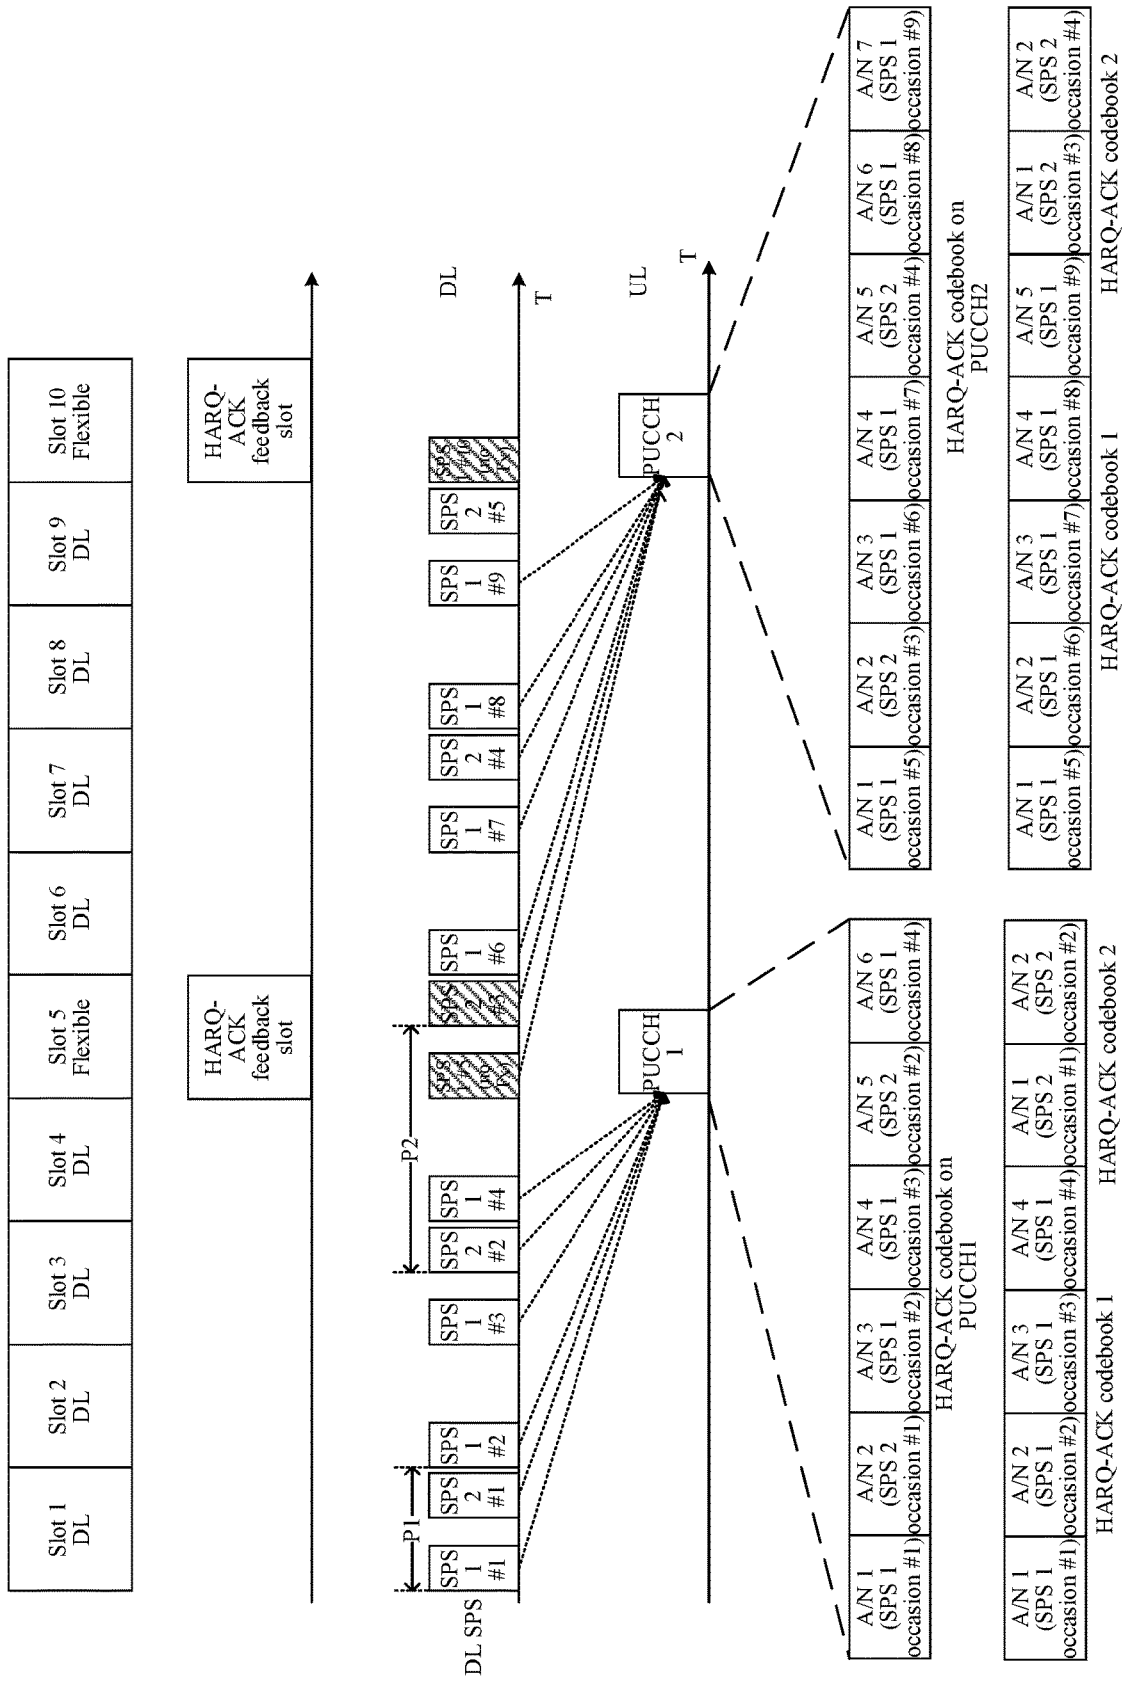 Slot 1
DL
Slot 2
DL
Slot 3
DL
Slot 4
DL
Slot 5
Flexible
Slot 6
DL
Slot 7
DL
Slot 8
DL
Slot 9
DL
Slot 10
Flexible
HARQ-
ACK
feedback
slot
HARQ-
ACK
feedback
slot
P1
P2
DL SPS
SPS
1
#1
SPS
2
#1
SPS
1
#2
SPS
1
#3
SPS
2
#2
SPS
1
#4
SPS
SPS
2
#3
SPS
1
#6
SPS
1
#7
SPS
2
#4
SPS
1
#8
SPS
1
#9
SPS
2
#5
SPS
DL
T
PUCCH
1
PUCCH
2
UL
T
A/N 1
(SPS 1
occasion #1)
A/N 2
(SPS 2
occasion #1)
A/N 3
(SPS 1
occasion #2)
A/N 4
(SPS 1
occasion #3)
A/N 5
(SPS 2
occasion #2)
A/N 6
(SPS 1
occasion #4)
HARQ-ACK codebook on
PUCCH1
A/N 1
(SPS 1
occasion #5)
A/N 2
(SPS 2
occasion #3)
A/N 3
(SPS 1
occasion #6)
A/N 4
(SPS 1
occasion #7)
A/N 5
(SPS 2
occasion #4)
A/N 6
(SPS 1
occasion #8)
A/N 7
(SPS 1
occasion #9)
HARQ-ACK codebook on
PUCCH2
A/N 1
(SPS 1
occasion #1)
A/N 2
(SPS 1
occasion #2)
A/N 3
(SPS 1
occasion #3)
A/N 4
(SPS 1
occasion #4)
A/N 1
(SPS 2
occasion #1)
A/N 2
(SPS 2
occasion #2)
HARQ-ACK codebook 1
HARQ-ACK codebook 2
A/N 1
(SPS 1
occasion #5)
A/N 2
(SPS 1
occasion #6)
A/N 3
(SPS 1
occasion #7)
A/N 4
(SPS 1
occasion #8)
A/N 5
(SPS 1
occasion #9)
A/N 1
(SPS 2
occasion #3)
A/N 2
(SPS 2
occasion #4)
HARQ-ACK codebook 1
HARQ-ACK codebook 2